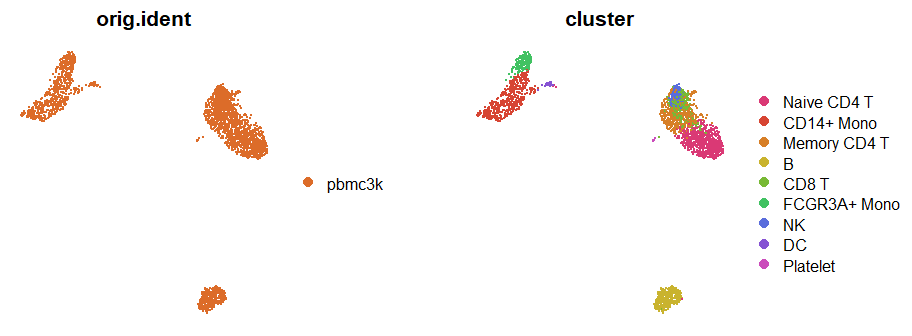 orig.ident
cluster
pbmc3k
Naive CD4 T
CD14+ Mono
Memory CD4 T
B
CD8 T
FCGR3A+ Mono
NK
DC
Platelet